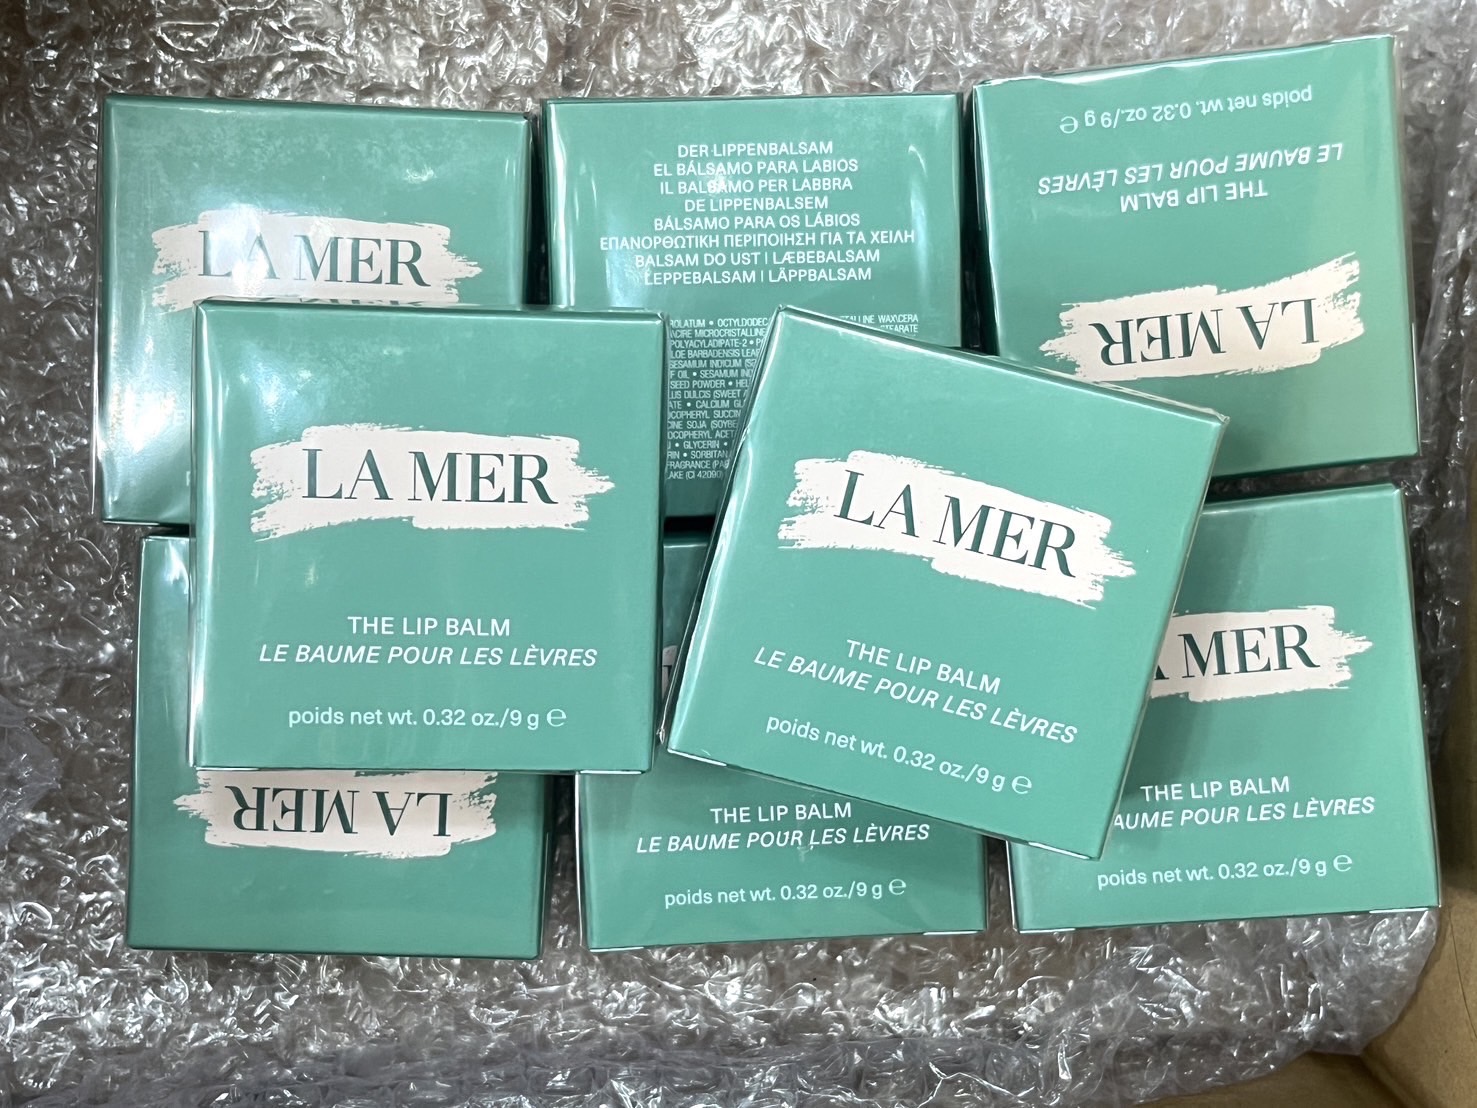 LA MER
DER LIPPENBALSAM
EL BÁLSAMO PARA LABIOS
IL BALSAMO PER LABBRA
DE LIPPENBALSEM
BÁLSAMO PARA OS LÁBIOS
ΕΠΑΝΟΡΘΩΤΙΚΗ ΠΕΡΙΠΟΙΗΣΗ ΓΙΑ ΤΑ ΧΕΙΛΗ
BALSAM DO UST | LÆBEBALSAM
LEPPEBALSAM | LÄPPBALSAM
poids net wt. 0.32 oz./9 g ℮
LE BAUME POUR LES LÈVRES
THE LIP BALM
LA MER
LA MER
THE LIP BALM
LE BAUME POUR LES LÈVRES
poids net wt. 0.32 oz./9 g ℮
LA MER
THE LIP BALM
LE BAUME POUR LES LÈVRES
poids net wt. 0.32 oz./9 g ℮
LA MER
THE LIP BALM
LE BAUME POUR LES LÈVRES
poids net wt. 0.32 oz./9 g ℮
MER
THE LIP BALM
POUR LES LÈVRES
poids net wt. 0.32 oz./9 g ℮